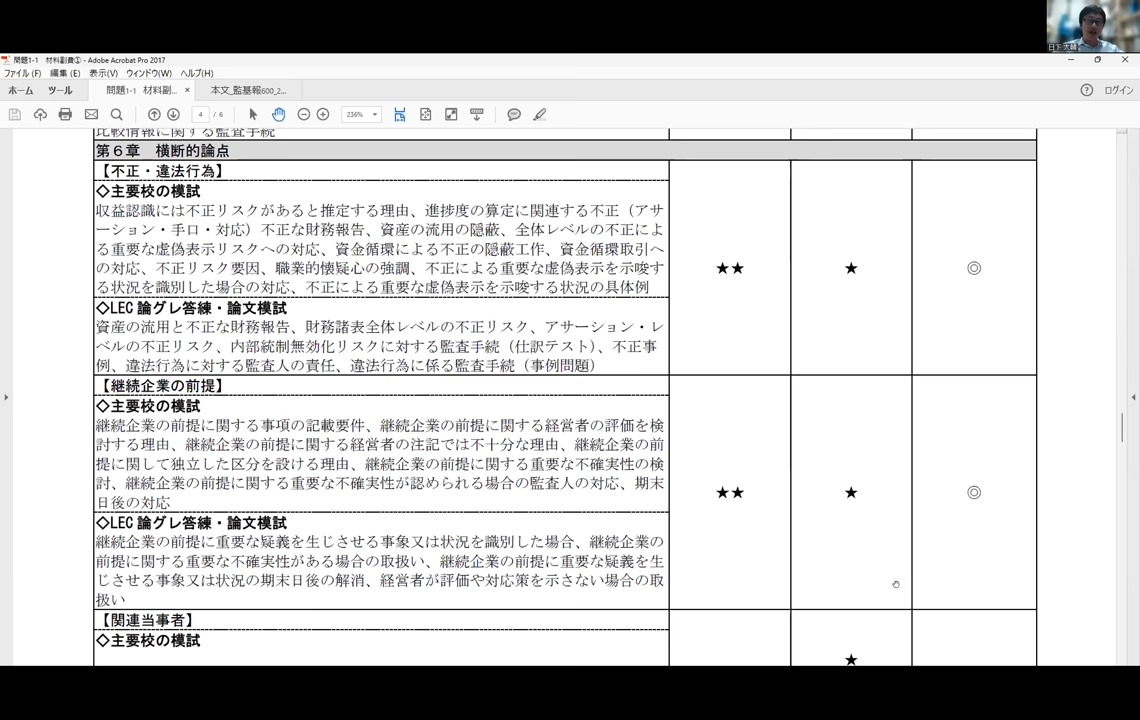 日下 大輔
問題1-1　材料副費① - Adobe Acrobat Pro 2017
ファイル(F)　編集(E)　表示(V)　ウィンドウ(W)　ヘルプ(H)
ホーム　ツール　問題1-1　材料副...　×　本文_監基報600_2...　ログイン
4 / 6　236%
比較情報に関する監査手続
第６章　横断的論点
【不正・違法行為】
◇主要校の模試
収益認識には不正リスクがあると推定する理由、進捗度の算定に関連する不正（アサ
ーション・手口・対応）不正な財務報告、資産の流用の隠蔽、全体レベルの不正によ
る重要な虚偽表示リスクへの対応、資金循環による不正の隠蔽工作、資金循環取引へ
の対応、不正リスク要因、職業的懐疑心の強調、不正による重要な虚偽表示を示唆す
る状況を識別した場合の対応、不正による重要な虚偽表示を示唆する状況の具体例
★★　★　◎
◇LEC 論グレ答練・論文模試
資産の流用と不正な財務報告、財務諸表全体レベルの不正リスク、アサーション・レ
ベルの不正リスク、内部統制無効化リスクに対する監査手続（仕訳テスト）、不正事
例、違法行為に対する監査人の責任、違法行為に係る監査手続（事例問題）
【継続企業の前提】
◇主要校の模試
継続企業の前提に関する事項の記載要件、継続企業の前提に関する経営者の評価を検
討する理由、継続企業の前提に関する経営者の注記では不十分な理由、継続企業の前
提に関して独立した区分を設ける理由、継続企業の前提に関する重要な不確実性の検
討、継続企業の前提に関する重要な不確実性が認められる場合の監査人の対応、期末
日後の対応
★★　★　◎
◇LEC 論グレ答練・論文模試
継続企業の前提に重要な疑義を生じさせる事象又は状況を識別した場合、継続企業の
前提に関する重要な不確実性がある場合の取扱い、継続企業の前提に重要な疑義を生
じさせる事象又は状況の期末日後の解消、経営者が評価や対応策を示さない場合の取
扱い
【関連当事者】
◇主要校の模試
★